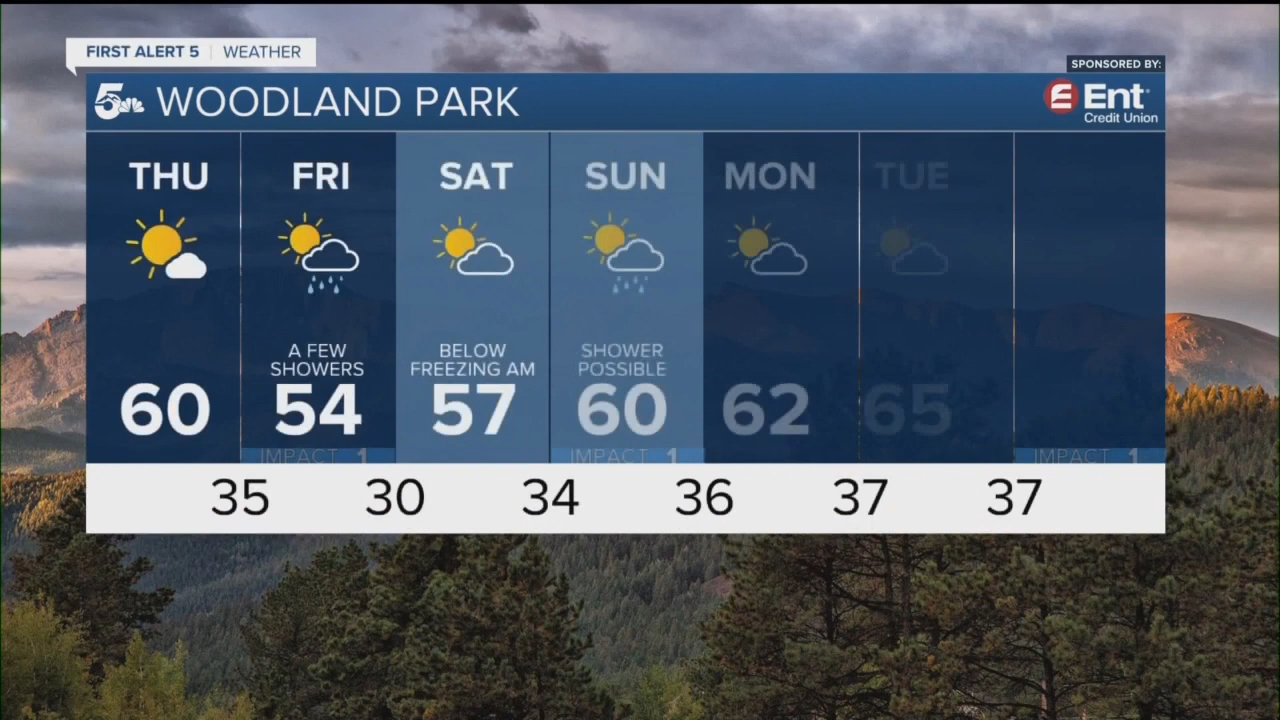 FIRST ALERT 5 | WEATHER
SPONSORED BY:
5 WOODLAND PARK
Ent
Credit Union
THU FRI SAT SUN MON TUE
A FEW SHOWERS
BELOW FREEZING AM
SHOWER POSSIBLE
60 54 57 60 62 65
IMPACT 1 IMPACT 1 IMPACT 1
35 30 34 36 37 37